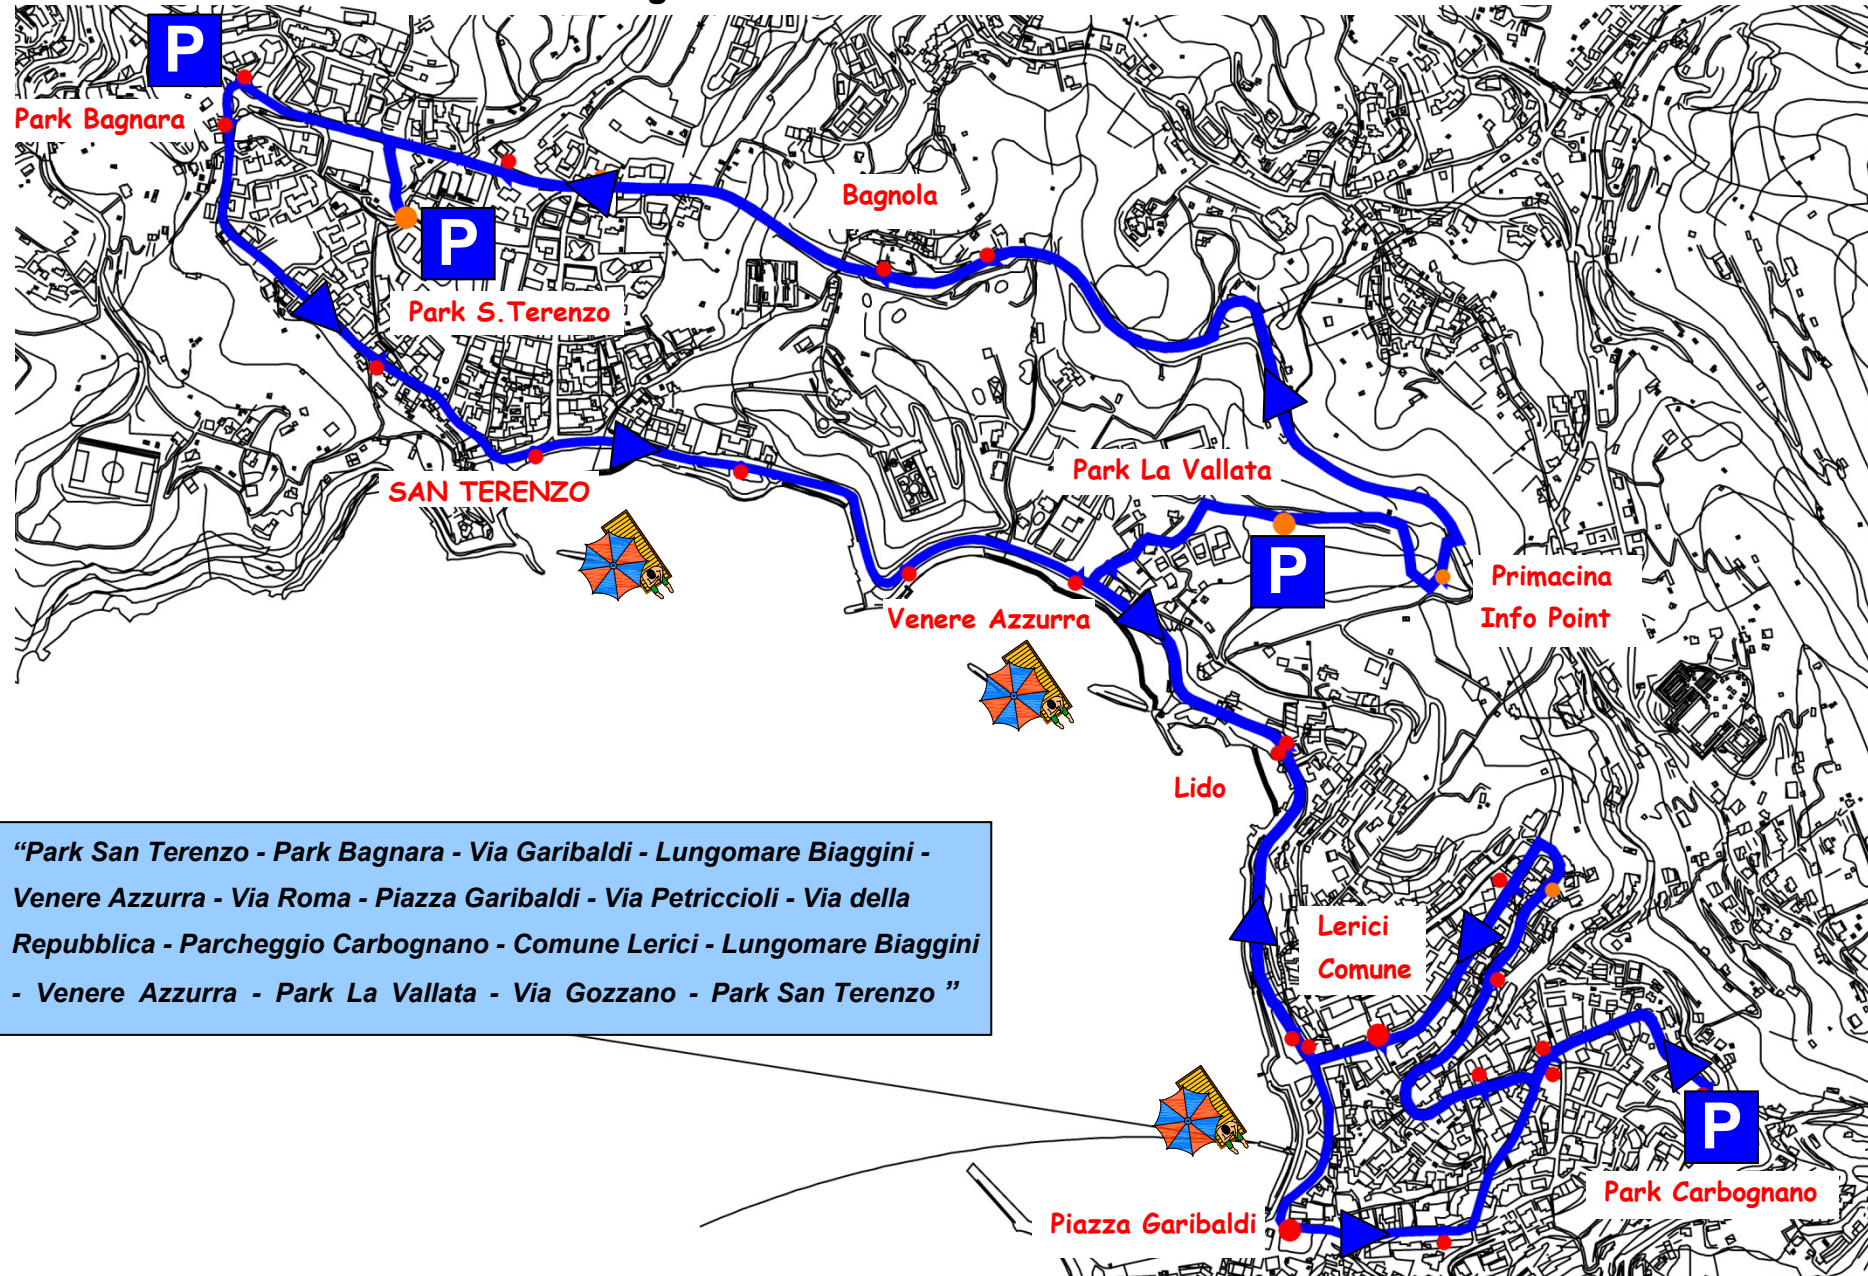 P
Park Bagnara
Bagnola
P
Park S.Terenzo
Park La Vallata
SAN TERENZO
P
Primacina
Info Point
Venere Azzurra
Lido
“Park San Terenzo - Park Bagnara - Via Garibaldi - Lungomare Biaggini -
Venere Azzurra - Via Roma - Piazza Garibaldi - Via Petriccioli - Via della
Repubblica - Parcheggio Carbognano - Comune Lerici - Lungomare Biaggini
- Venere Azzurra - Park La Vallata - Via Gozzano - Park San Terenzo ”
Lerici
Comune
P
Park Carbognano
Piazza Garibaldi